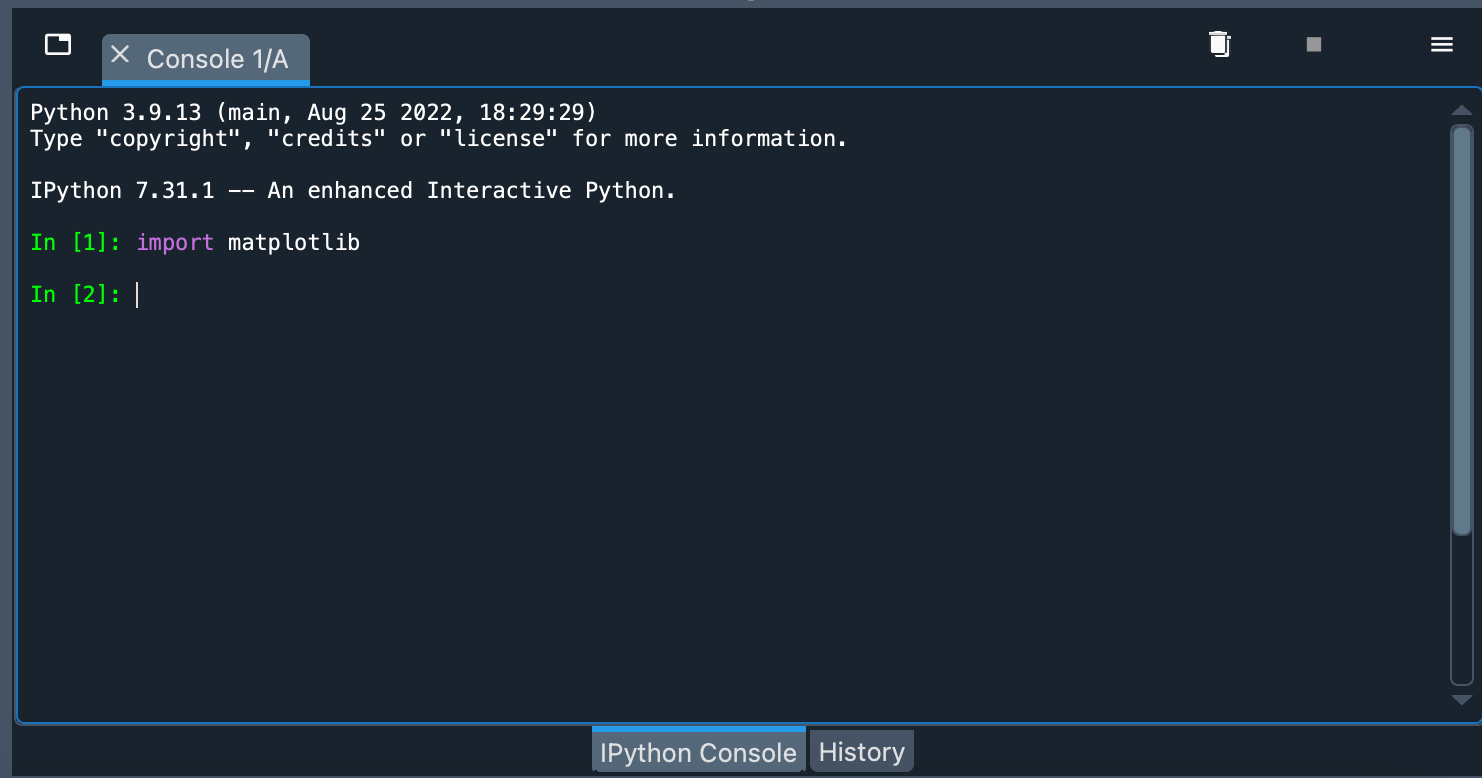 Console 1/A
Python 3.9.13 (main, Aug 25 2022, 18:29:29)
Type "copyright", "credits" or "license" for more information.
IPython 7.31.1 -- An enhanced Interactive Python.
In [1]: import matplotlib
In [2]:
IPython Console History